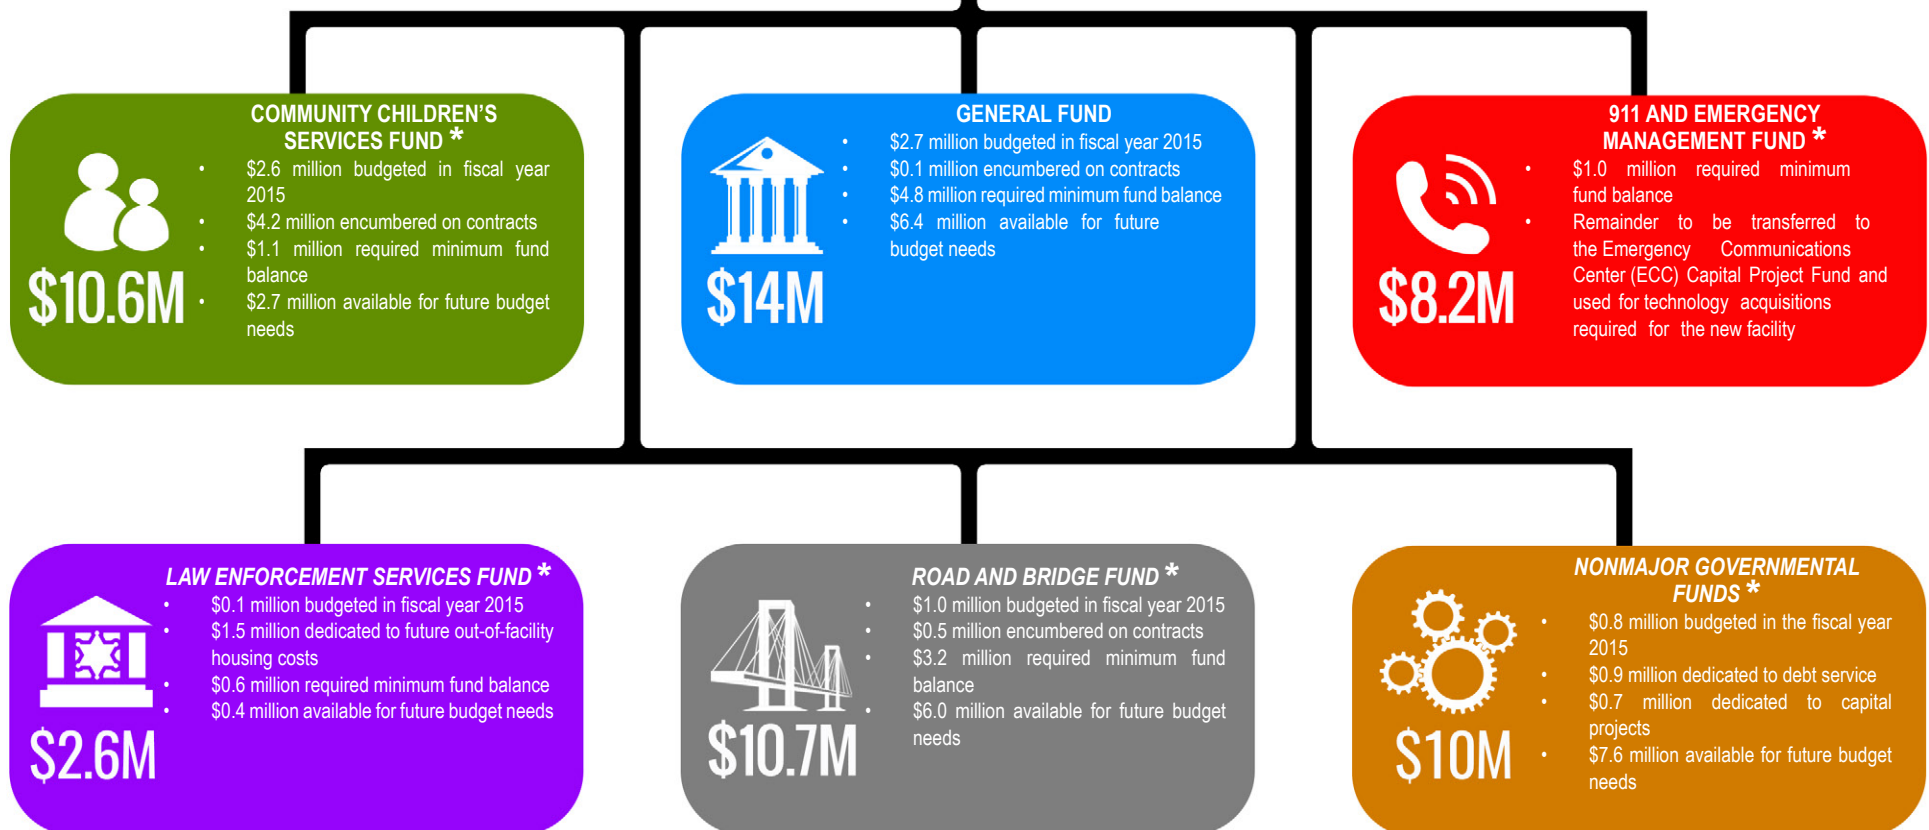 COMMUNITY CHILDREN’S
SERVICES FUND *
• $2.6 million budgeted in fiscal year
2015
• $4.2 million encumbered on contracts
• $1.1 million required minimum fund
balance
• $2.7 million available for future budget
needs
$10.6M
GENERAL FUND
• $2.7 million budgeted in fiscal year 2015
• $0.1 million encumbered on contracts
• $4.8 million required minimum fund balance
• $6.4 million available for future
budget needs
$14M
911 AND EMERGENCY
MANAGEMENT FUND *
• $1.0 million required minimum
fund balance
• Remainder to be transferred to
the Emergency Communications
Center (ECC) Capital Project Fund and
used for technology acquisitions
required for the new facility
$8.2M
LAW ENFORCEMENT SERVICES FUND *
• $0.1 million budgeted in fiscal year 2015
• $1.5 million dedicated to future out-of-facility
housing costs
• $0.6 million required minimum fund balance
• $0.4 million available for future budget needs
$2.6M
ROAD AND BRIDGE FUND *
• $1.0 million budgeted in fiscal year 2015
• $0.5 million encumbered on contracts
• $3.2 million required minimum fund
balance
• $6.0 million available for future budget
needs
$10.7M
NONMAJOR GOVERNMENTAL
FUNDS *
• $0.8 million budgeted in the fiscal year
2015
• $0.9 million dedicated to debt service
• $0.7 million dedicated to capital
projects
• $7.6 million available for future budget
needs
$10M